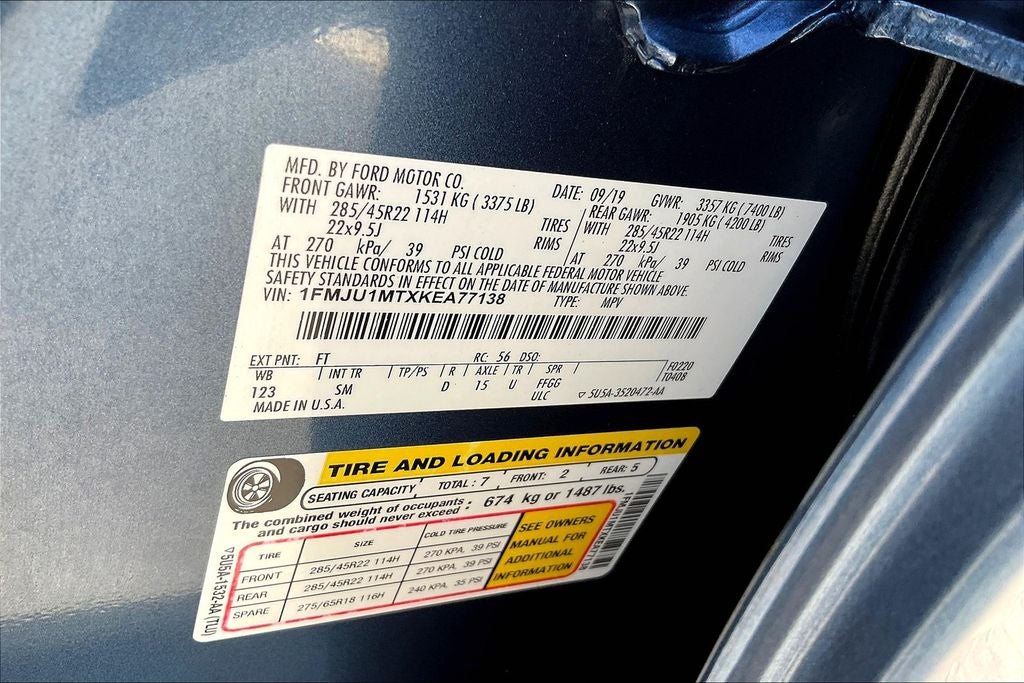 MFD. BY FORD MOTOR CO.
DATE: 09/19 GVWR: 3357 KG ( 7400 LB)
FRONT GAWR: 1531 KG ( 3375 LB) REAR GAWR: 1905 KG ( 4200 LB)
WITH 285/45R22 114H TIRES WITH 285/45R22 114H TIRES
22x9.5J RIMS 22x9.5J RIMS
AT 270 kPa/ 39 PSI COLD AT 270 kPa/ 39 PSI COLD
THIS VEHICLE CONFORMS TO ALL APPLICABLE FEDERAL MOTOR VEHICLE
SAFETY STANDARDS IN EFFECT ON THE DATE OF MANUFACTURE SHOWN ABOVE.
VIN: 1FMJU1MTXKEA77138 TYPE: MPV
EXT PNT: FT RC: 56 DSO:
WB INT TR TP/PS R AXLE TR SPR F0220
123 SM D 15 U FFGG T0408
ULC
MADE IN U.S.A. 5U5A-3520472-AA
TIRE AND LOADING INFORMATION
SEATING CAPACITY TOTAL : 7 FRONT: 2 REAR: 5
The combined weight of occupants
and cargo should never exceed : 674 kg or 1487 lbs.
TIRE SIZE COLD TIRE PRESSURE
FRONT 285/45R22 114H 270 KPA, 39 PSI
REAR 285/45R22 114H 270 KPA, 39 PSI
SPARE 275/65R18 116H 240 KPA, 35 PSI
SEE OWNERS
MANUAL FOR
ADDITIONAL
INFORMATION
5U5A-1532-AA (TLU)